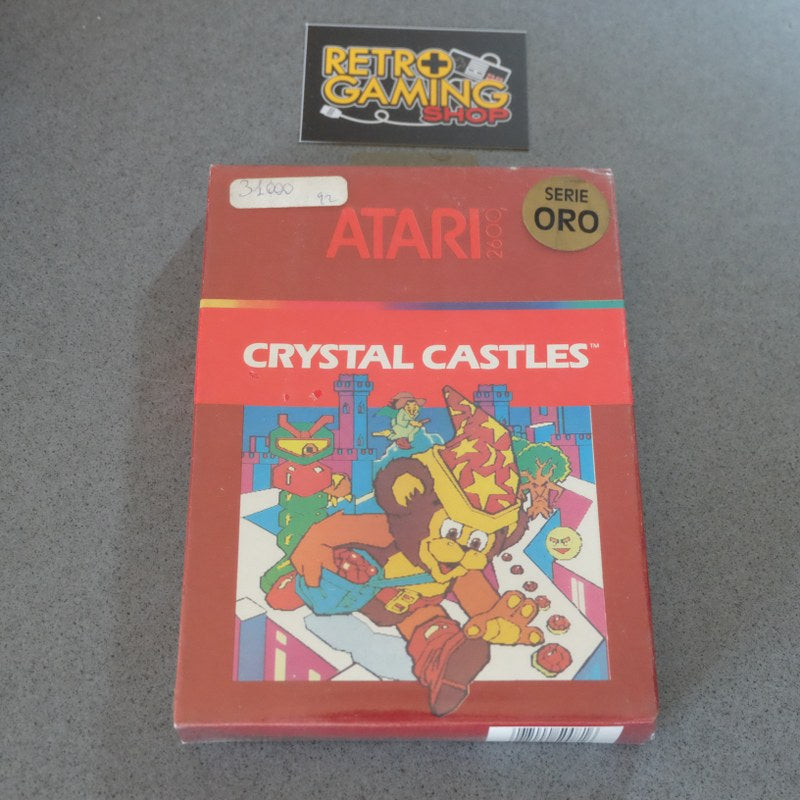 RETRO
GAMING
SHOP
31000
92
SERIE
ORO
ATARI
2600
CRYSTAL CASTLES™